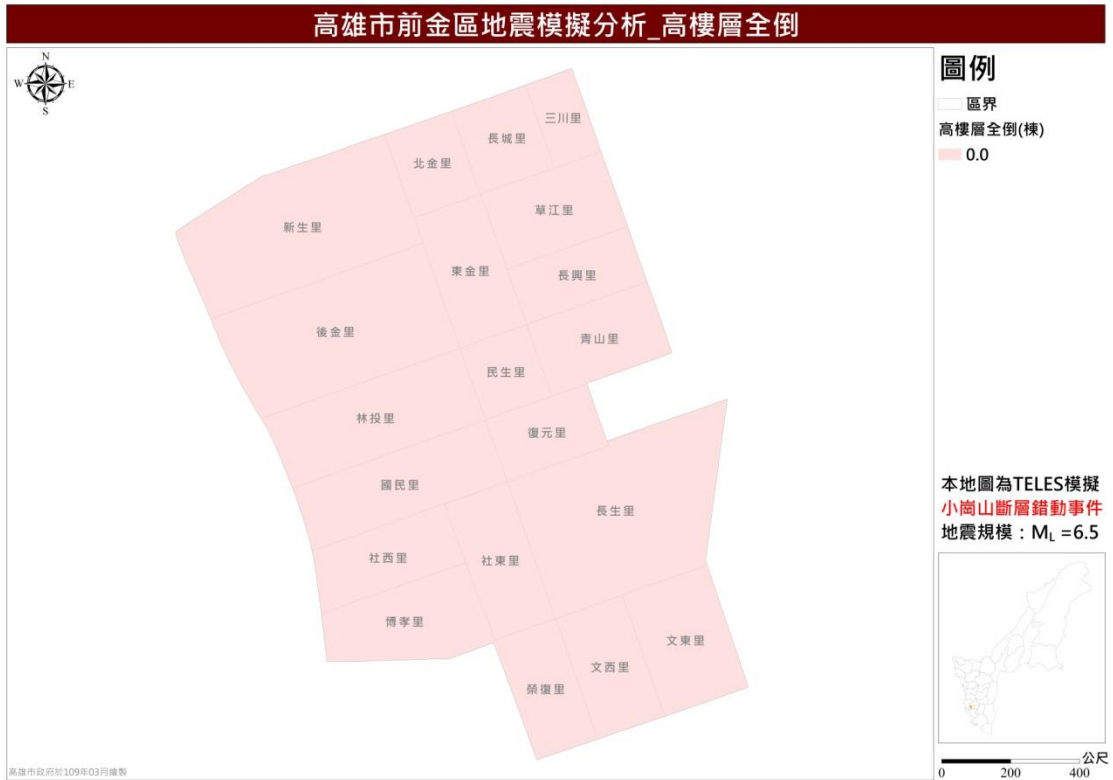 高雄市前金區地震模擬分析_高樓層全倒
N
W
E
S
圖例
區界
高樓層全倒(棟)
0.0
三川里
長城里
北金里
草江里
新生里
東金里
長興里
後金里
青山里
民生里
林投里
復元里
國民里
長生里
社西里
社東里
博孝里
文東里
文西里
榮復里
本地圖為TELES模擬
小崗山斷層錯動事件
地震規模：ML =6.5
公尺
0 200 400
高雄市政府於109年03月繪製